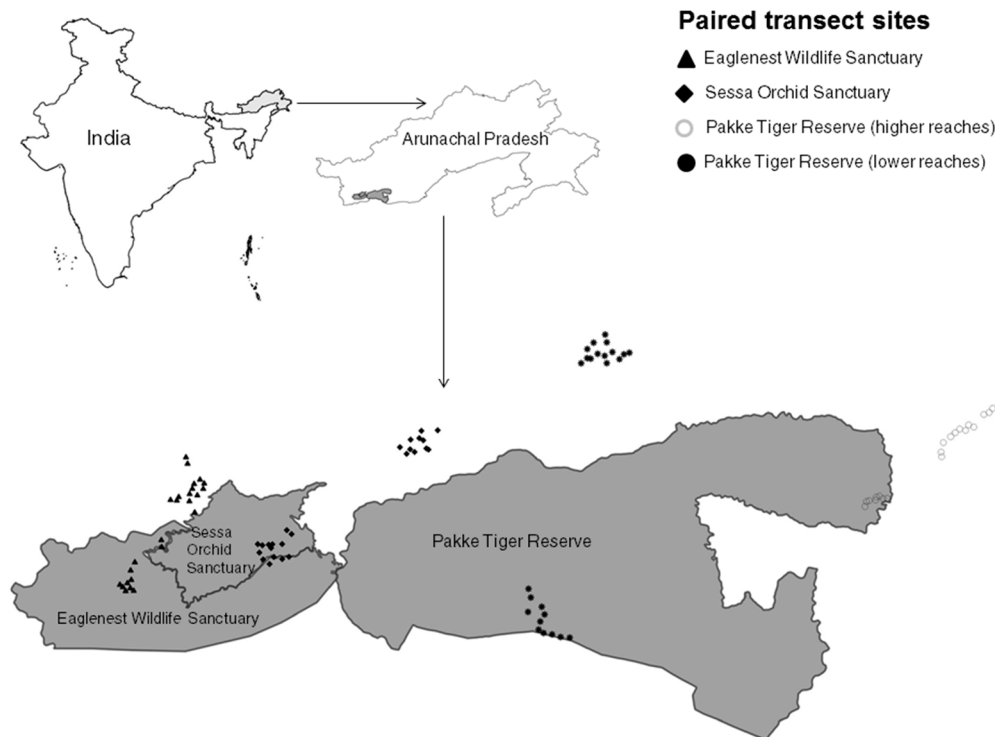 Paired transect sites
Eaglenest Wildlife Sanctuary
Sessa Orchid Sanctuary
Pakke Tiger Reserve (higher reaches)
Pakke Tiger Reserve (lower reaches)
India
Arunachal Pradesh
Sessa
Orchid
Sanctuary
Pakke Tiger Reserve
Eaglenest Wildlife Sanctuary